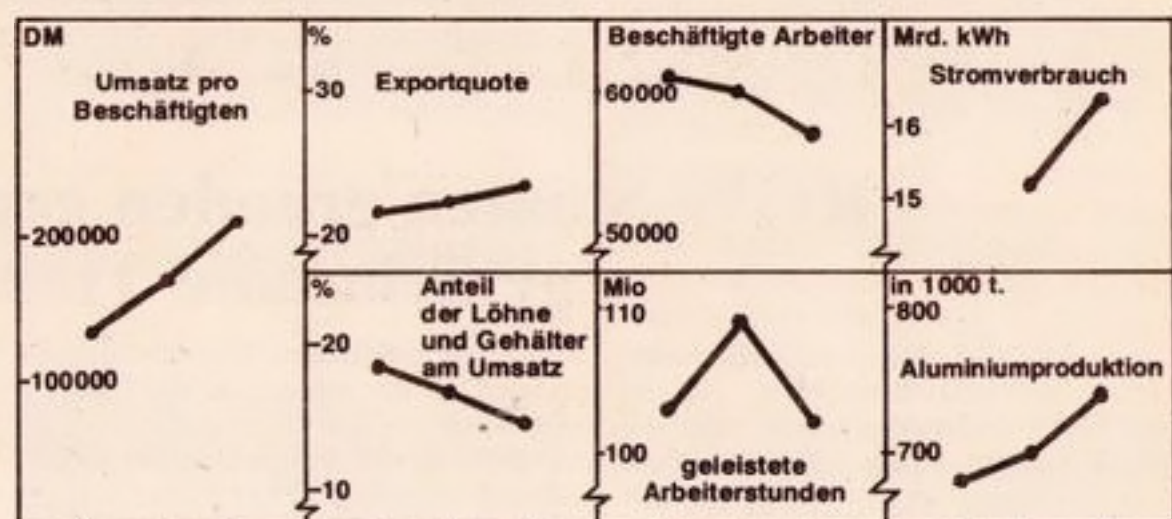 DM
Umsatz pro
Beschäftigten
200000
100000
%
30
Exportquote
20
%
Anteil
der Löhne
und Gehälter
am Umsatz
20
10
Beschäftigte Arbeiter
60000
50000
Mio
110
100
geleistete
Arbeiterstunden
Mrd. kWh
Stromverbrauch
16
15
in 1000 t.
800
Aluminiumproduktion
700